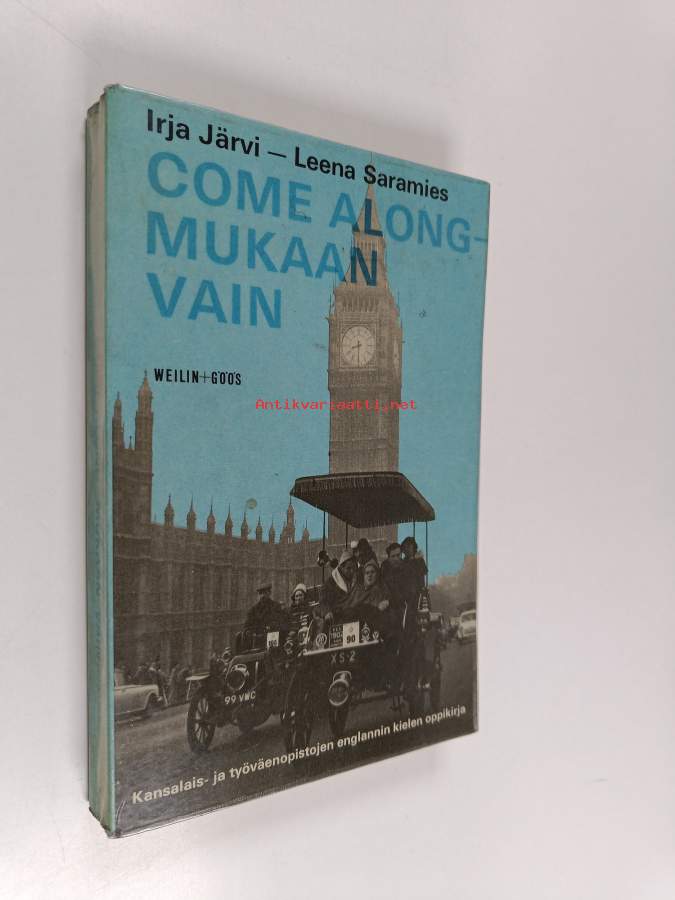 Irja Järvi — Leena Saramies
COME ALONG-
MUKAAN
VAIN
WEILIN+GÖÖS
Antikvariaatti.net
90
XS-2
99 VWC
Kansalais- ja työväenopistojen englannin kielen oppikirja